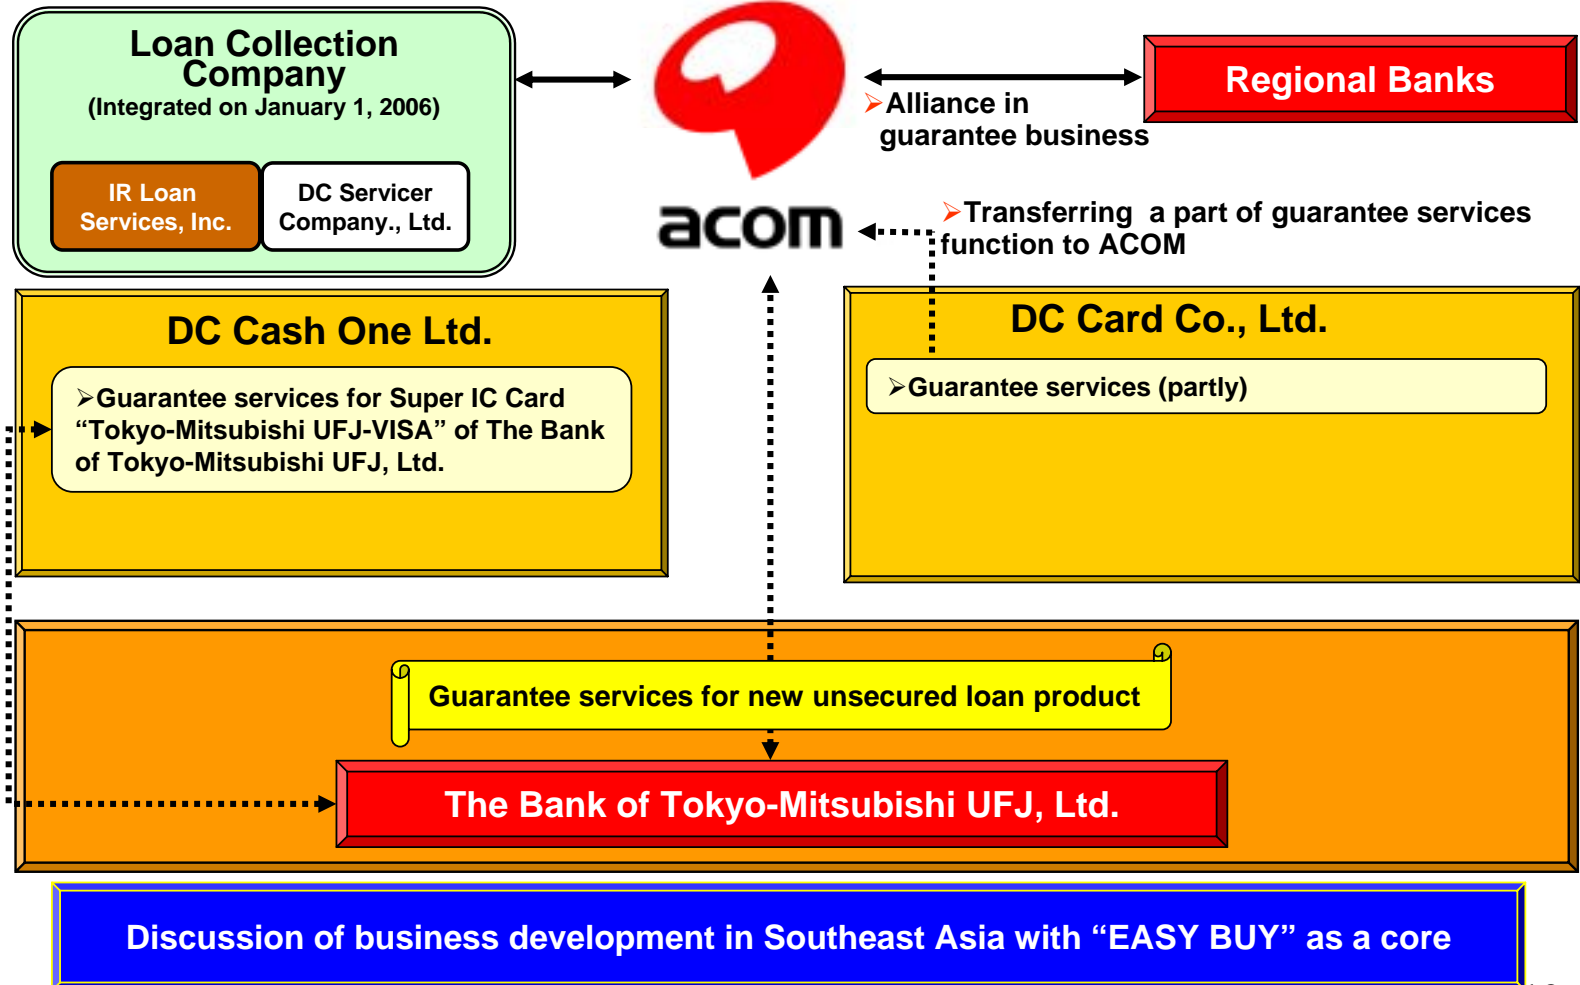 Loan Collection
Company
(Integrated on January 1, 2006)
IR Loan
Services, Inc.
DC Servicer
Company., Ltd.
acom
Regional Banks
➢Alliance in
guarantee business
➢Transferring a part of guarantee services
function to ACOM
DC Cash One Ltd.
➢Guarantee services for Super IC Card
“Tokyo-Mitsubishi UFJ-VISA” of The Bank
of Tokyo-Mitsubishi UFJ, Ltd.
DC Card Co., Ltd.
➢Guarantee services (partly)
Guarantee services for new unsecured loan product
The Bank of Tokyo-Mitsubishi UFJ, Ltd.
Discussion of business development in Southeast Asia with “EASY BUY” as a core